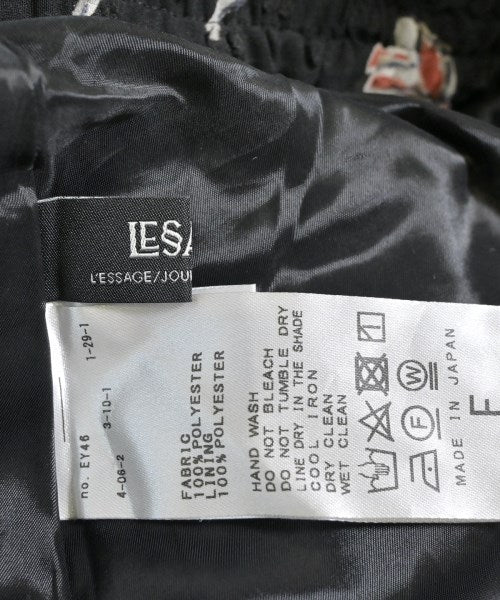 L'ESSAGE/JOU
no. EY46 1-29-1
4-06-2 3-10-1
FABRIC
100% POLYESTER
LINING
100% POLYESTER
HAND WASH
DO NOT BLEACH
DO NOT TUMBLE DRY
LINE DRY IN THE SHADE
COOL IRON
DRY CLEAN
WET CLEAN
F
W
MADE IN JAPAN